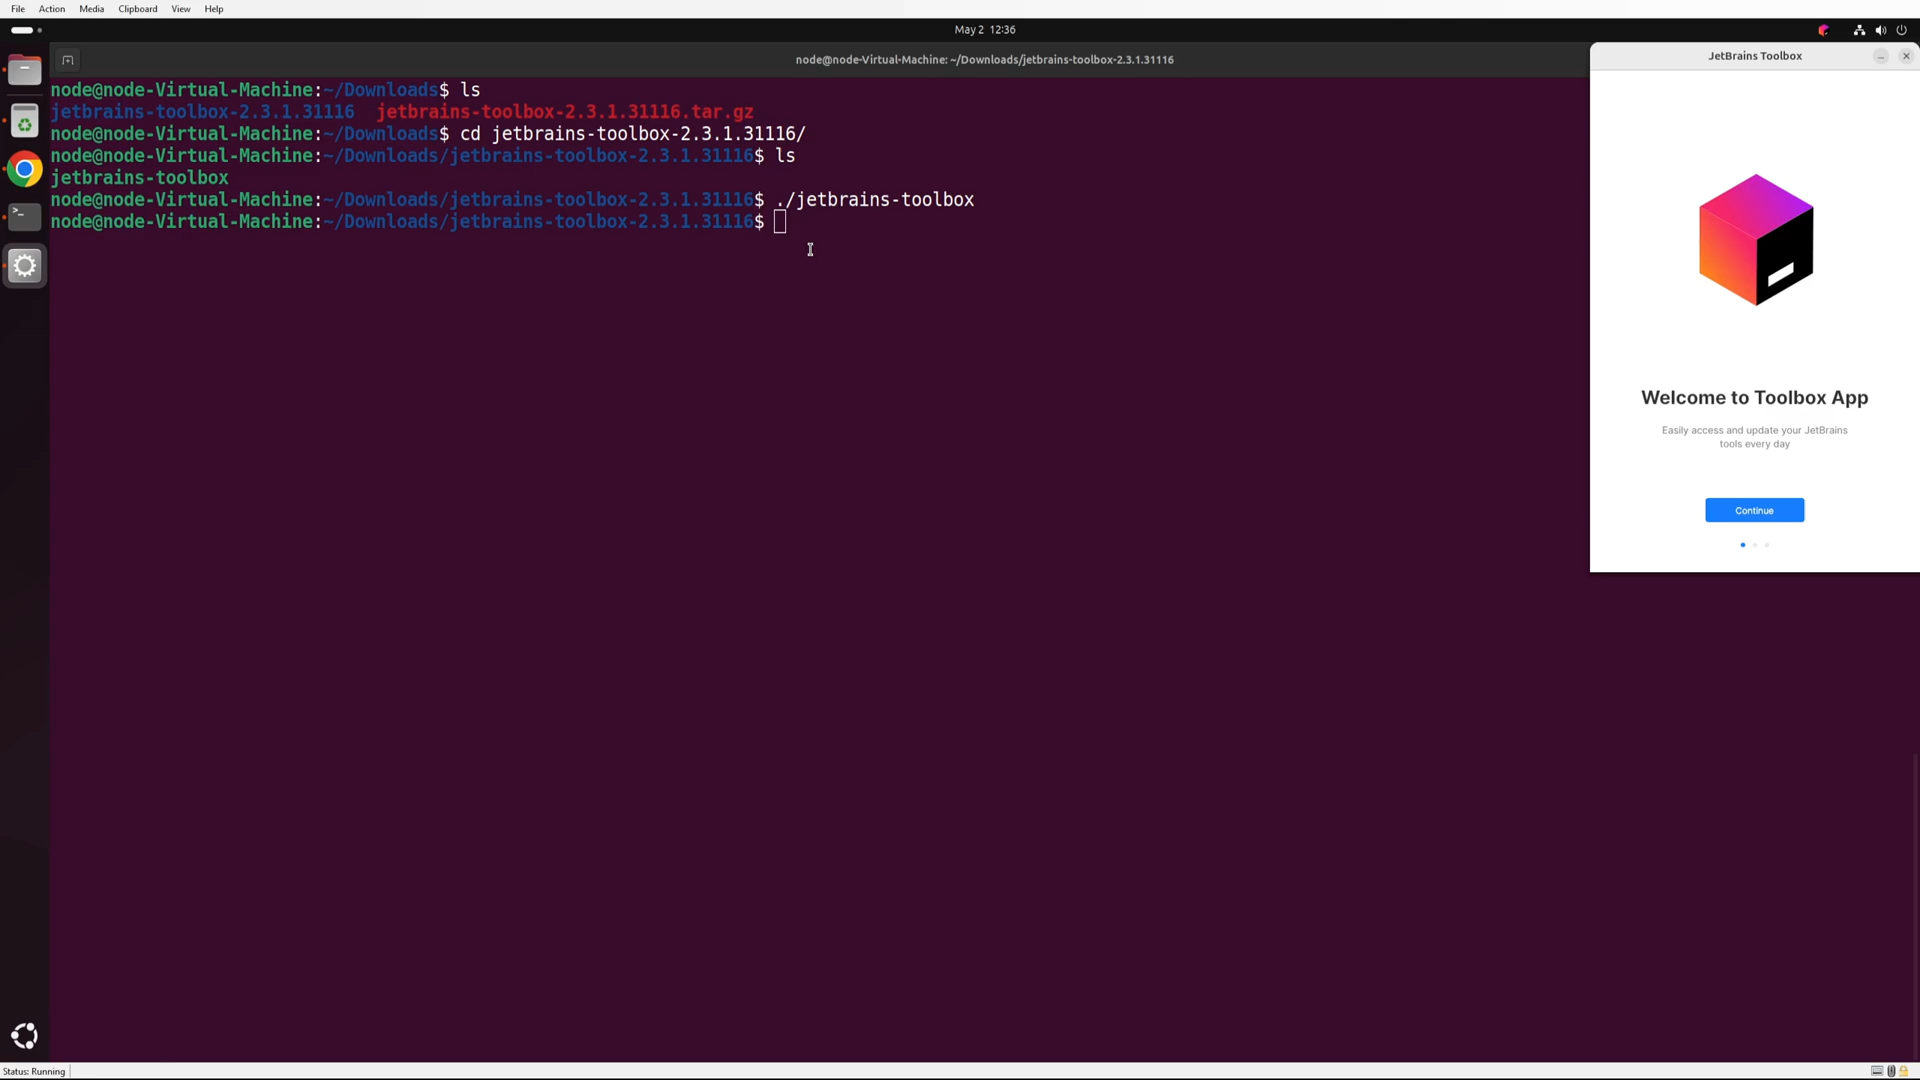 File Action Media Clipboard View Help
May 2 12:36
node@node-Virtual-Machine: ~/Downloads/jetbrains-toolbox-2.3.1.31116
node@node-Virtual-Machine:~/Downloads$ ls
jetbrains-toolbox-2.3.1.31116 jetbrains-toolbox-2.3.1.31116.tar.gz
node@node-Virtual-Machine:~/Downloads$ cd jetbrains-toolbox-2.3.1.31116/
node@node-Virtual-Machine:~/Downloads/jetbrains-toolbox-2.3.1.31116$ ls
jetbrains-toolbox
node@node-Virtual-Machine:~/Downloads/jetbrains-toolbox-2.3.1.31116$ ./jetbrains-toolbox
node@node-Virtual-Machine:~/Downloads/jetbrains-toolbox-2.3.1.31116$
JetBrains Toolbox
Welcome to Toolbox App
Easily access and update your JetBrains
tools every day
Continue
Status: Running